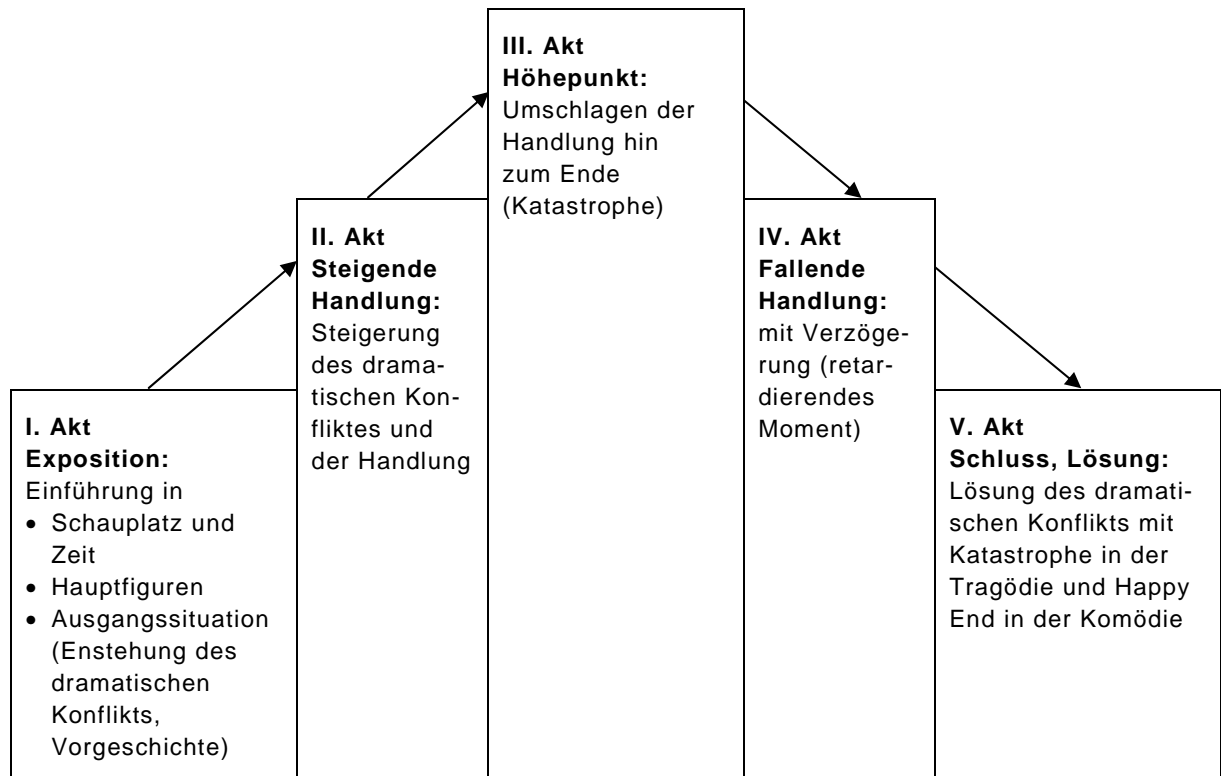 I. Akt
Exposition:
Einführung in
• Schauplatz und
Zeit
• Hauptfiguren
• Ausgangssituation
(Enstehung des
dramatischen
Konflikts,
Vorgeschichte)
II. Akt
Steigende
Handlung:
Steigerung
des drama-
tischen Kon-
fliktes und
der Handlung
III. Akt
Höhepunkt:
Umschlagen der
Handlung hin
zum Ende
(Katastrophe)
IV. Akt
Fallende
Handlung:
mit Verzöge-
rung (retar-
dierendes
Moment)
V. Akt
Schluss, Lösung:
Lösung des dramati-
schen Konflikts mit
Katastrophe in der
Tragödie und Happy
End in der Komödie